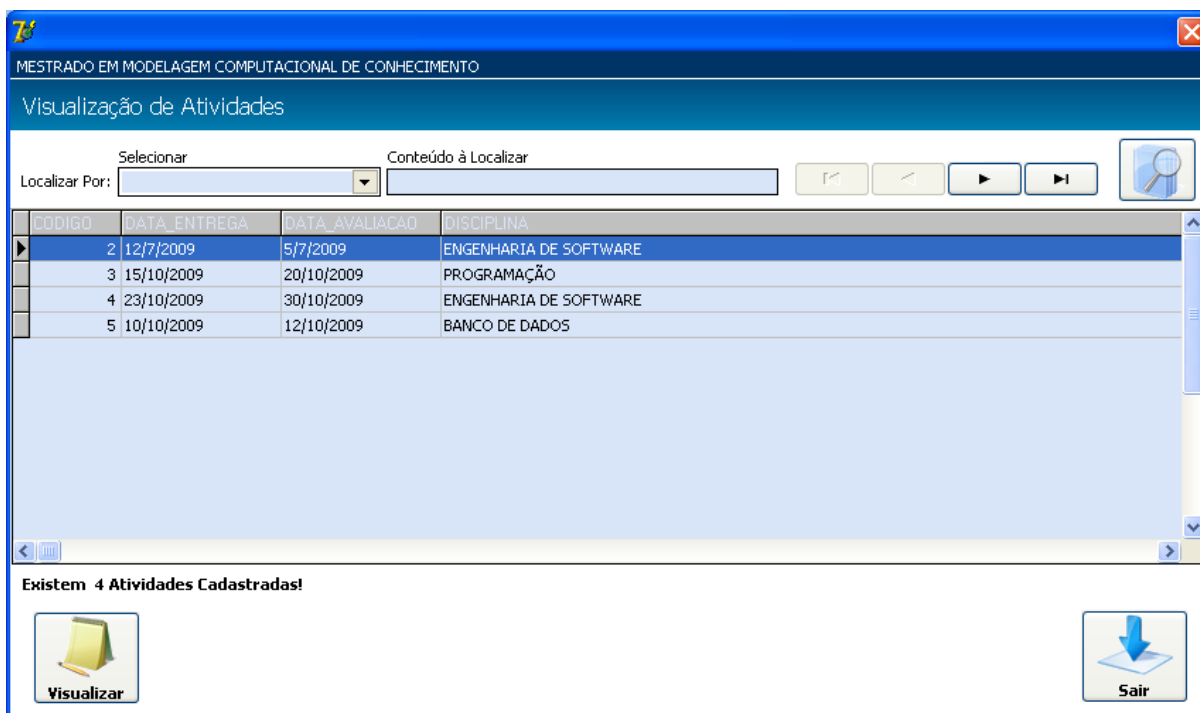 MESTRADO EM MODELAGEM COMPUTACIONAL DE CONHECIMENTO
Visualização de Atividades
Selecionar Conteúdo à Localizar
Localizar Por:
CODIGO DATA_ENTREGA DATA_AVALIACAO DISCIPLINA
2 12/7/2009 5/7/2009 ENGENHARIA DE SOFTWARE
3 15/10/2009 20/10/2009 PROGRAMAÇÃO
4 23/10/2009 30/10/2009 ENGENHARIA DE SOFTWARE
5 10/10/2009 12/10/2009 BANCO DE DADOS
Existem 4 Atividades Cadastradas!
Visualizar Sair